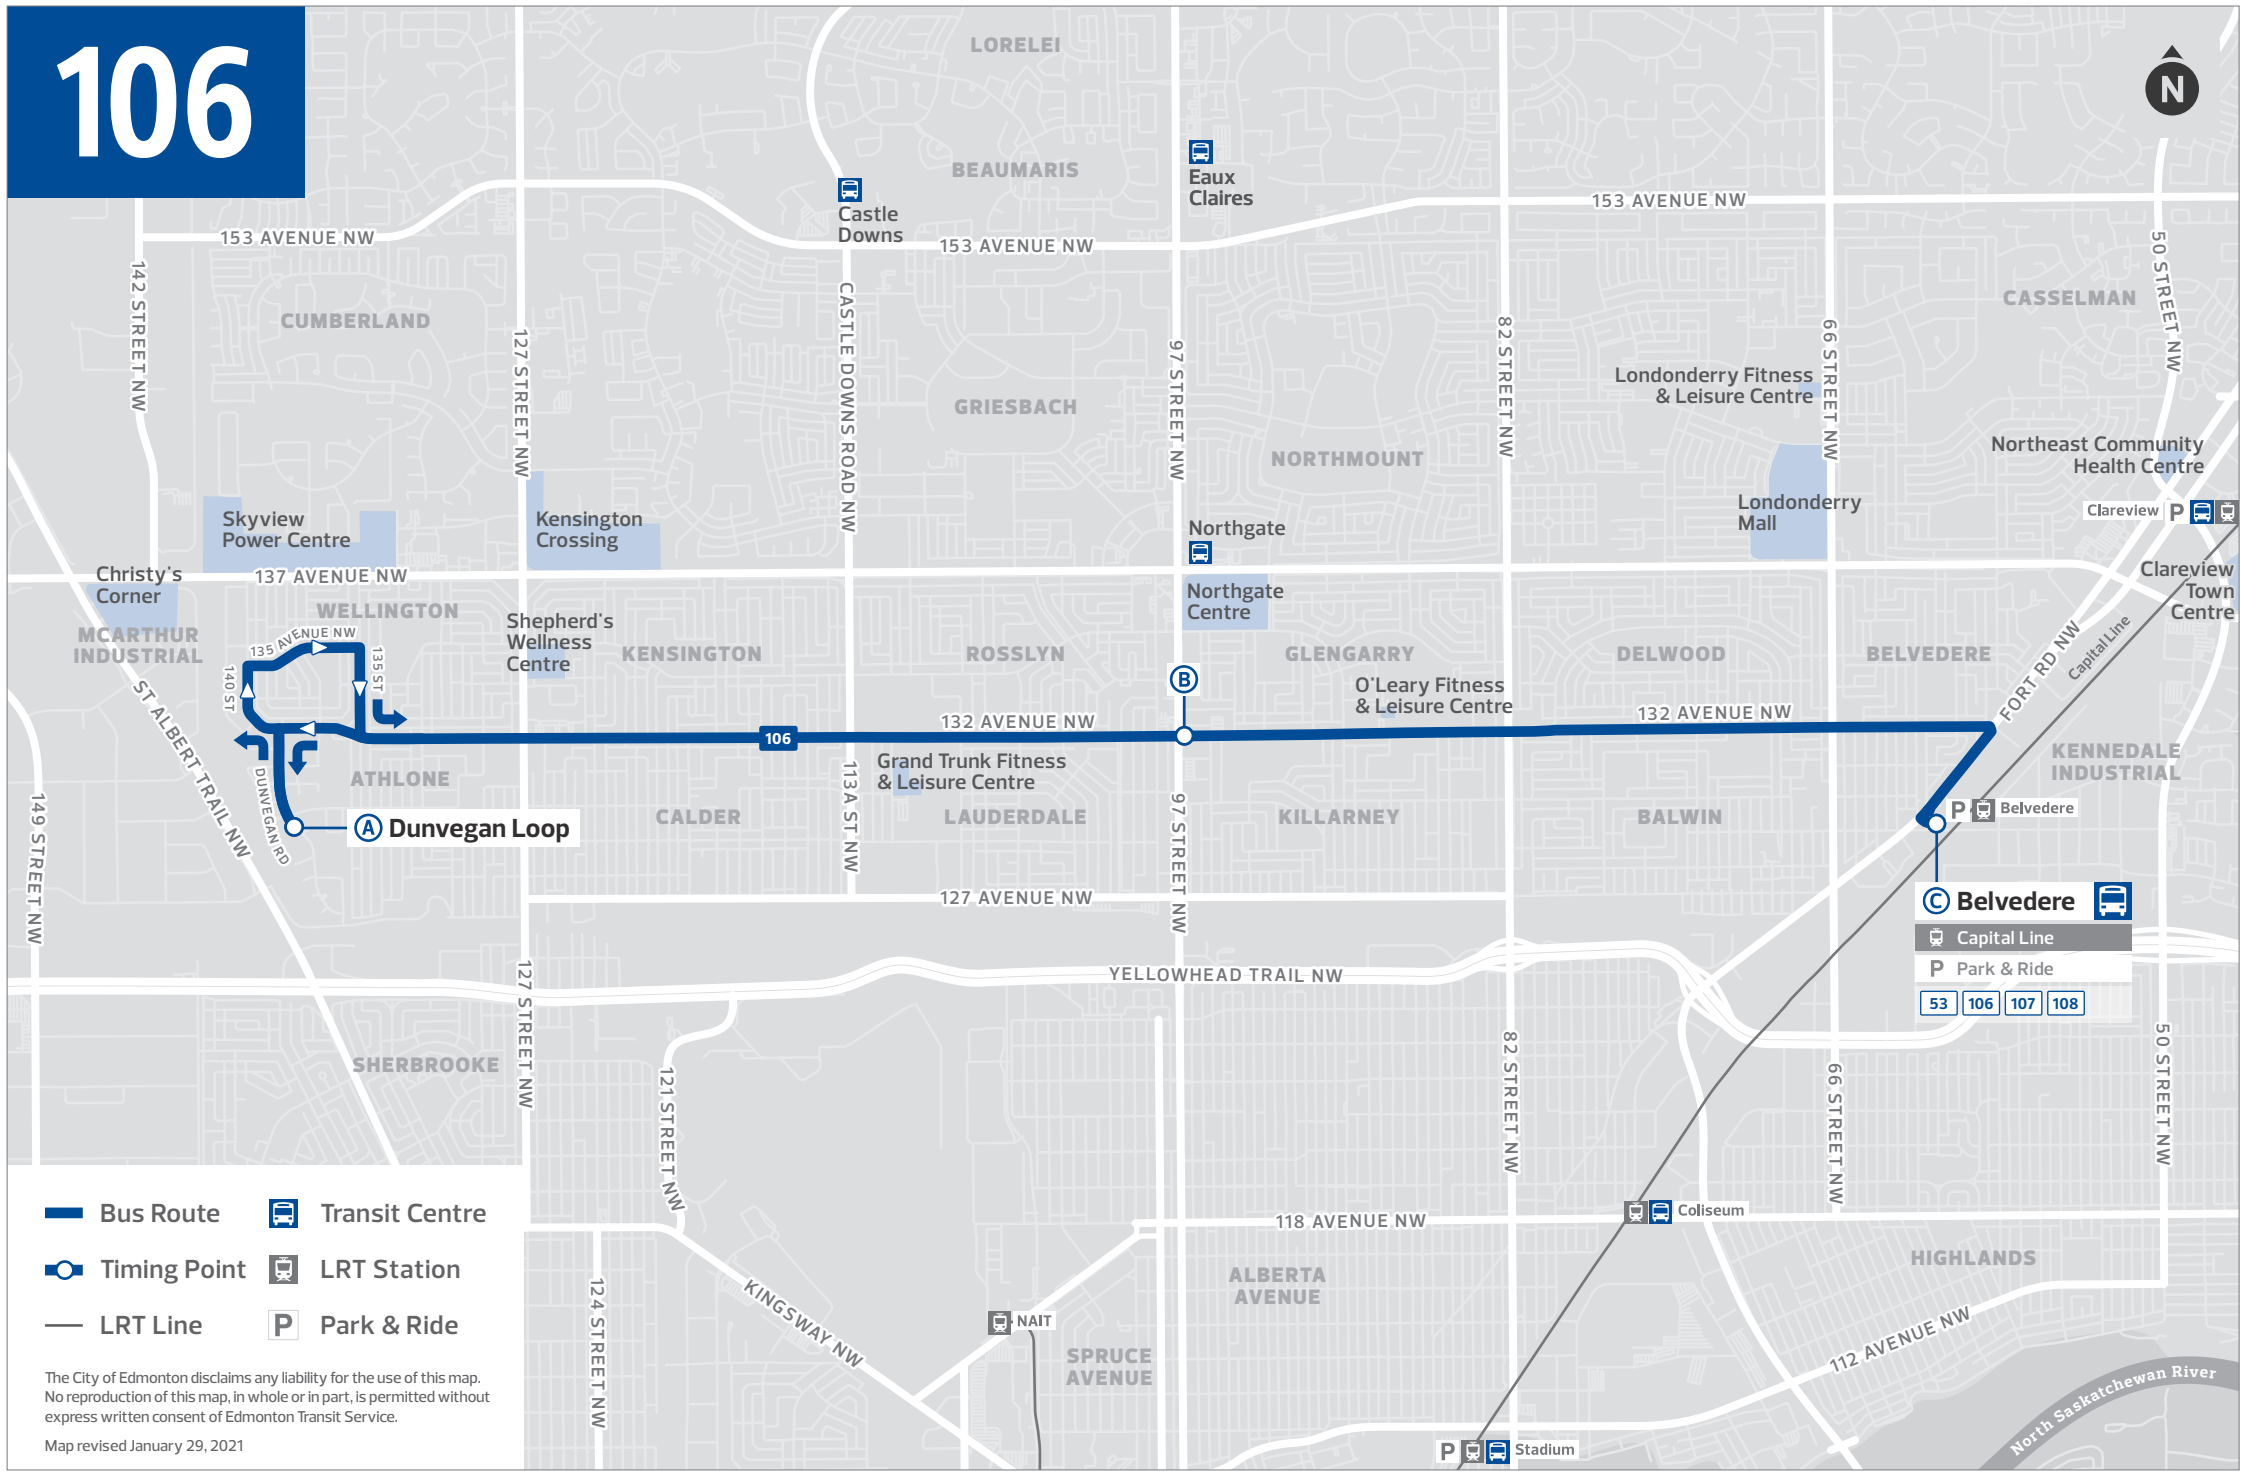 106
N
LORELEI
BEAUMARIS
Eaux
Claires
Castle
Downs
153 AVENUE NW
153 AVENUE NW
153 AVENUE NW
142 STREET NW
127 STREET NW
CASTLE DOWNS ROAD NW
97 STREET NW
82 STREET NW
66 STREET NW
50 STREET NW
CUMBERLAND
CASSELMAN
GRIESBACH
NORTHMOUNT
Londonderry Fitness
& Leisure Centre
Northeast Community
Health Centre
Londonderry
Mall
Clareview
P
Skyview
Power Centre
Kensington
Crossing
Northgate
Christy's
Corner
137 AVENUE NW
Northgate
Centre
Clareview
Town
Centre
WELLINGTON
Shepherd's
Wellness
Centre
MCARTHUR
INDUSTRIAL
135 AVENUE NW
135 ST
140 ST
KENSINGTON
ROSSLYN
GLENGARRY
DELWOOD
BELVEDERE
FORT RD NW
Capital Line
B
O'Leary Fitness
& Leisure Centre
132 AVENUE NW
132 AVENUE NW
106
ST ALBERT TRAIL NW
DUNVEGAN RD
ATHLONE
Grand Trunk Fitness
& Leisure Centre
KENNEDALE
INDUSTRIAL
113A ST NW
149 STREET NW
97 STREET NW
A Dunvegan Loop
CALDER
LAUDERDALE
KILLARNEY
BALWIN
P Belvedere
127 AVENUE NW
C Belvedere
Capital Line
P Park & Ride
53 106 107 108
YELLOWHEAD TRAIL NW
127 STREET NW
SHERBROOKE
121 STREET NW
82 STREET NW
66 STREET NW
50 STREET NW
118 AVENUE NW
Coliseum
HIGHLANDS
ALBERTA
AVENUE
124 STREET NW
KINGSWAY NW
NAIT
SPRUCE
AVENUE
112 AVENUE NW
North Saskatchewan River
P Stadium
Bus Route
Transit Centre
Timing Point
LRT Station
LRT Line
P Park & Ride
The City of Edmonton disclaims any liability for the use of this map.
No reproduction of this map, in whole or in part, is permitted without
express written consent of Edmonton Transit Service.
Map revised January 29, 2021